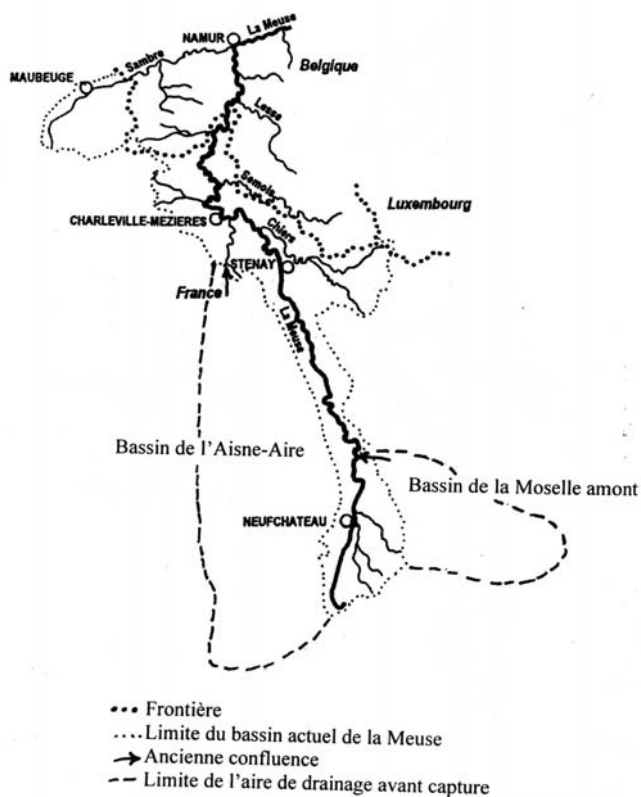 La Meuse
NAMUR
Sambre
Belgique
MAUBEUGE
Lesse
Semois
Luxembourg
CHARLEVILLE-MEZIERES
Chiers
STENAY
France
La Meuse
Bassin de l'Aisne-Aire
Bassin de la Moselle amont
NEUFCHATEAU
Frontière
Limite du bassin actuel de la Meuse
Ancienne confluence
Limite de l'aire de drainage avant capture